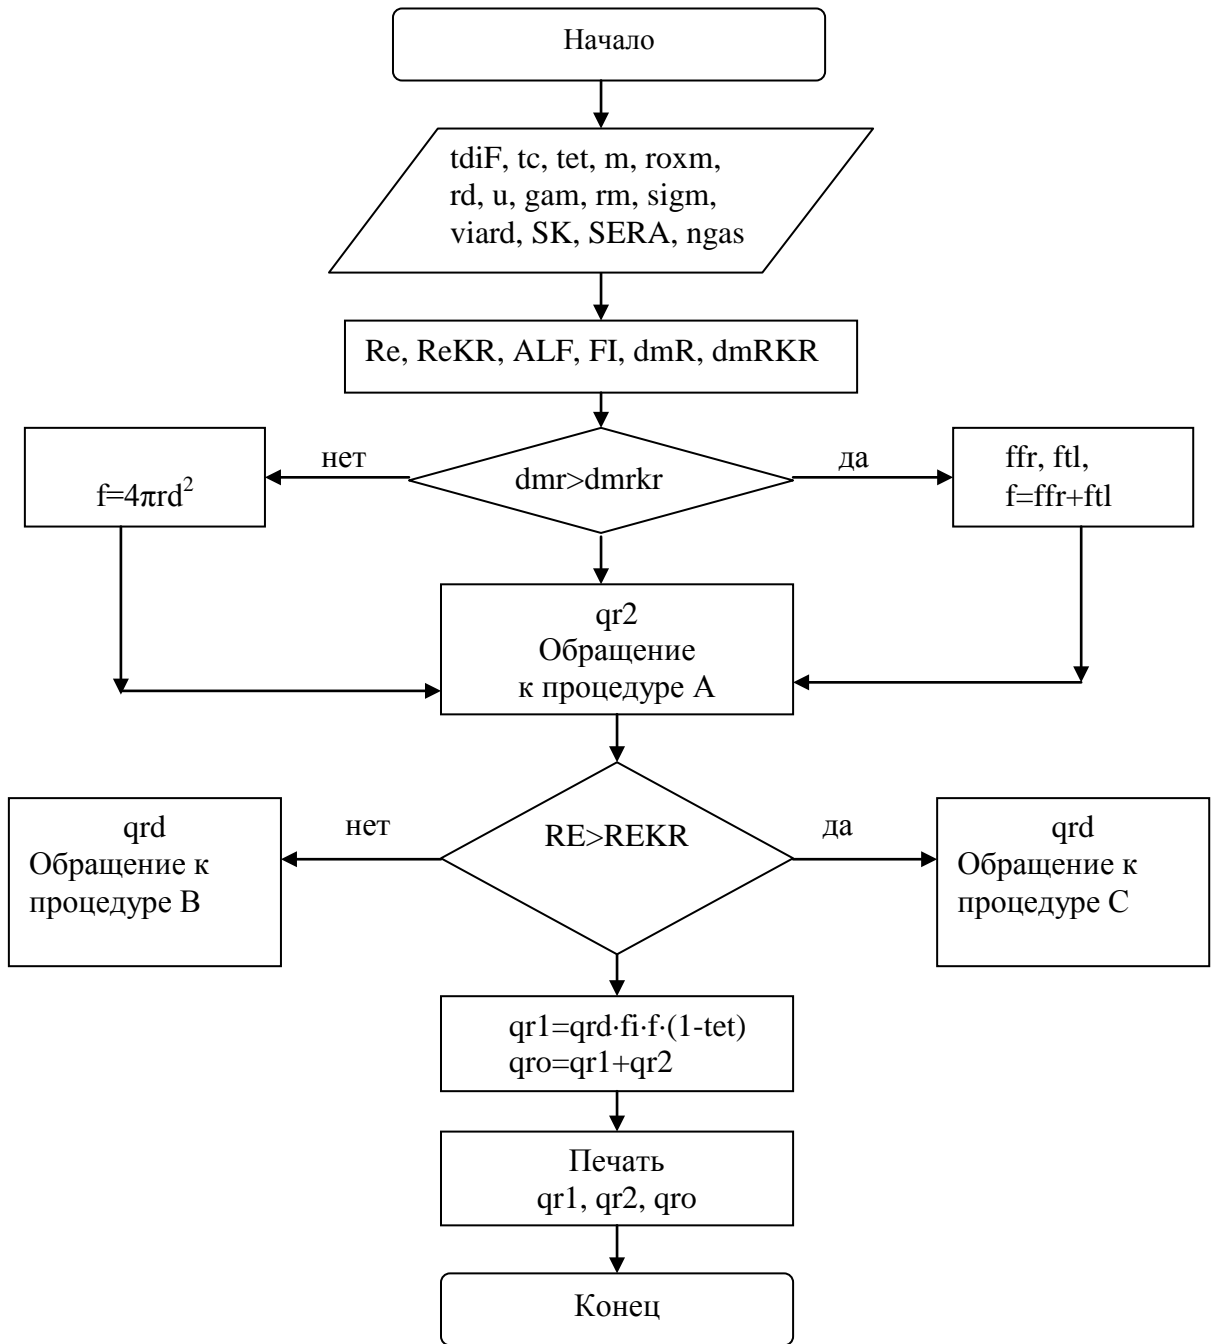 Начало
tdiF, tc, tet, m, roxm,
rd, u, gam, rm, sigm,
viard, SK, SERA, ngas
Re, ReKR, ALF, FI, dmR, dmRKR
нет
dmr>dmrkr
да
f=4πrd²
ffr, ftl,
f=ffr+ftl
qr2
Обращение
к процедуре А
qrd
Обращение к
процедуре В
нет
RE>REKR
да
qrd
Обращение к
процедуре С
qr1=qrd·fi·f·(1-tet)
qro=qr1+qr2
Печать
qr1, qr2, qro
Конец